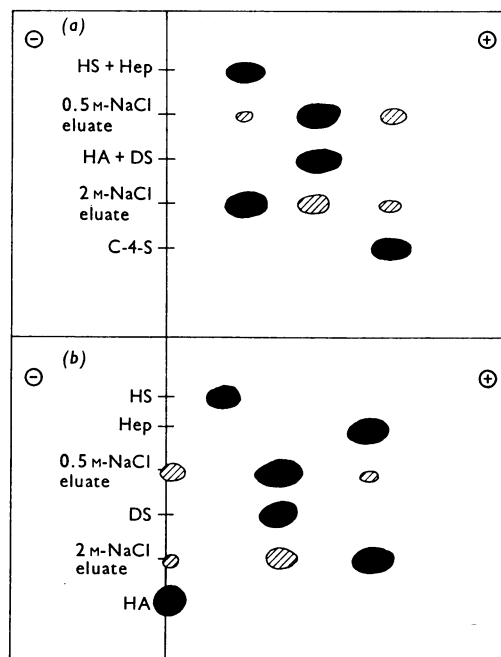 (a)
⊖
⊕
HS + Hep
0.5 M-NaCl
eluate
HA + DS
2 M-NaCl
eluate
C-4-S
(b)
⊖
⊕
HS
Hep
0.5 M-NaCl
eluate
DS
2 M-NaCl
eluate
HA